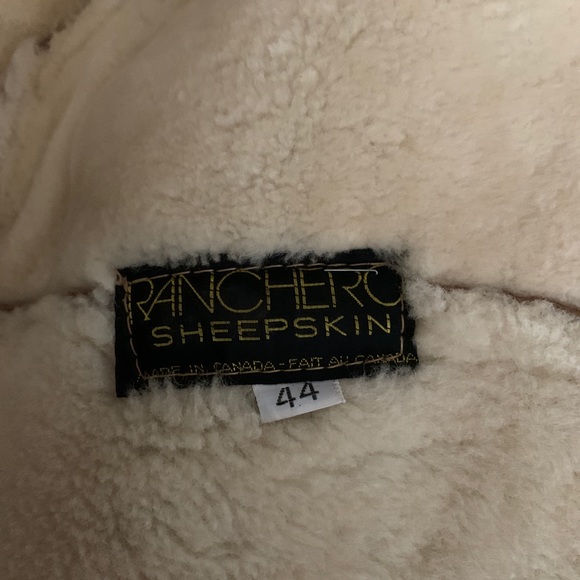 RANCHERO
SHEEPSKIN
MADE IN CANADA - FAIT AU CANADA
44